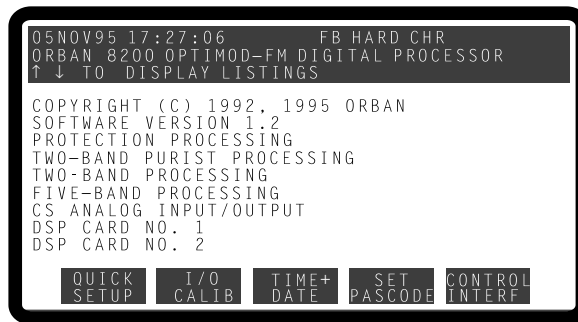 05NOV95 17:27:06 FB HARD CHR
ORBAN 8200 OPTIMOD–FM DIGITAL PROCESSOR
↑ ↓ TO DISPLAY LISTINGS
COPYRIGHT (C) 1992, 1995 ORBAN
SOFTWARE VERSION 1.2
PROTECTION PROCESSING
TWO–BAND PURIST PROCESSING
TWO-BAND PROCESSING
FIVE–BAND PROCESSING
CS ANALOG INPUT/OUTPUT
DSP CARD NO. 1
DSP CARD NO. 2
QUICK SETUP
I/O CALIB
TIME+ DATE
SET PASCODE
CONTROL INTERF